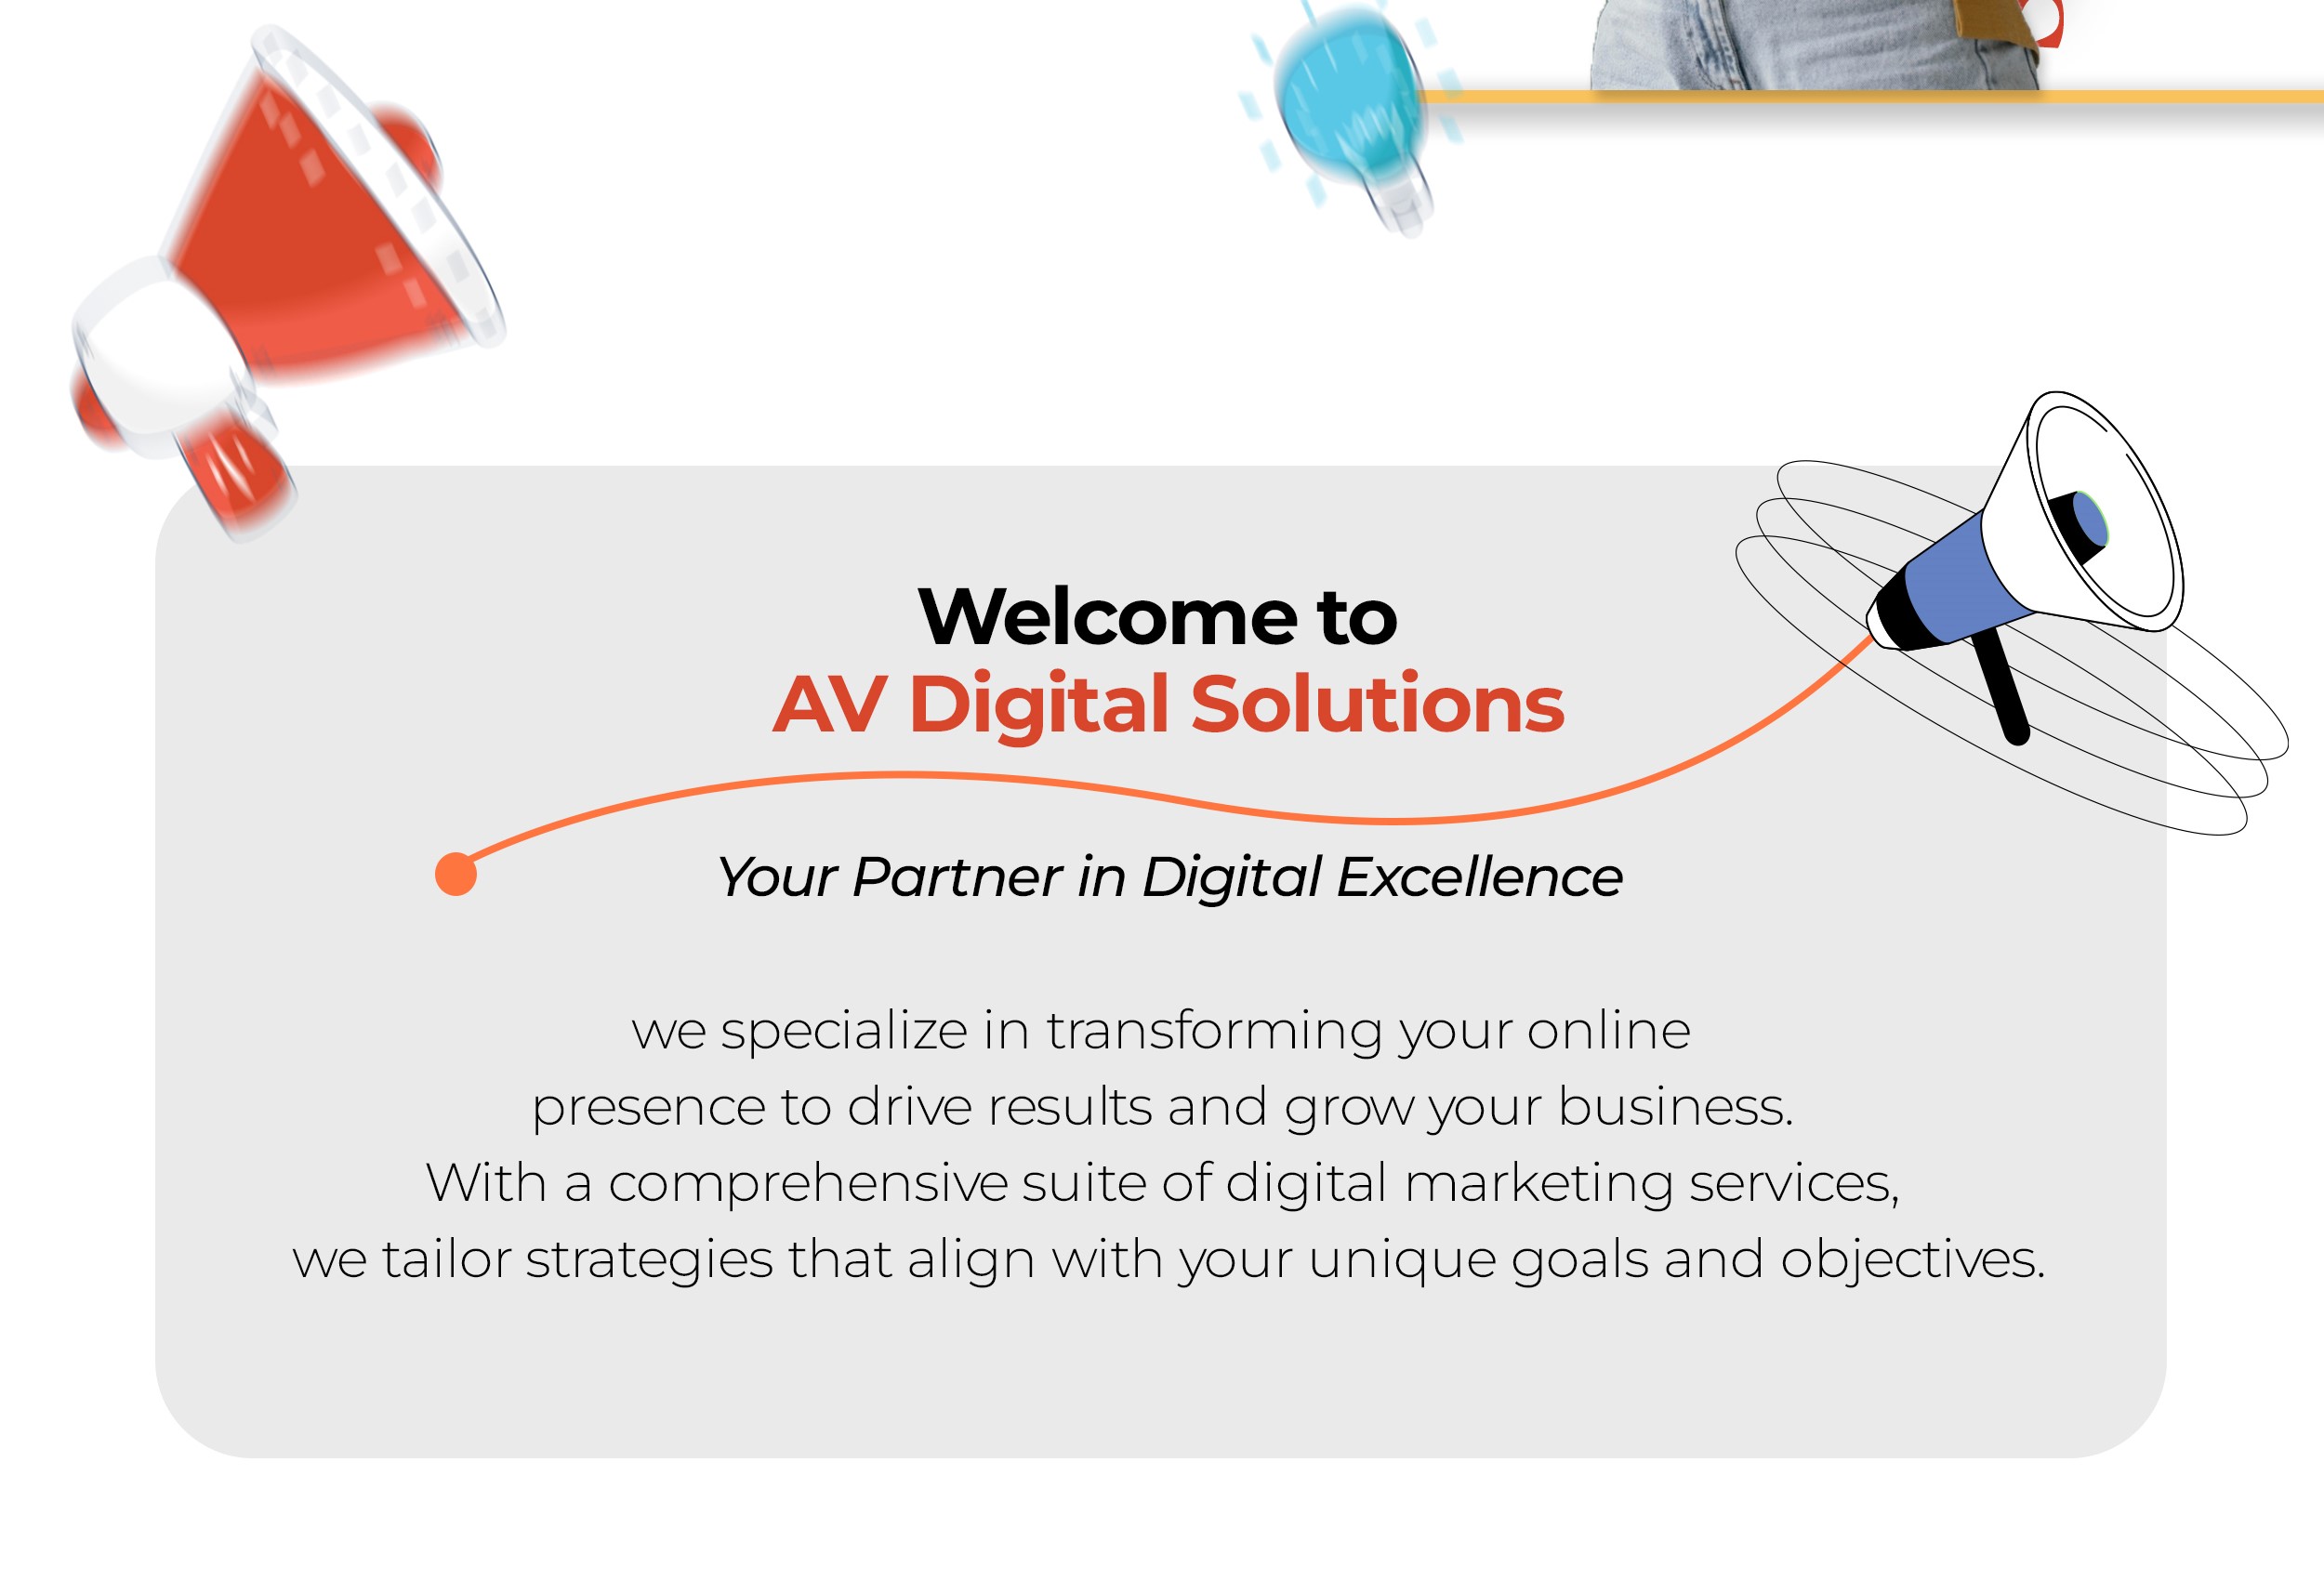 Welcome to
AV Digital Solutions
Your Partner in Digital Excellence
we specialize in transforming your online
presence to drive results and grow your business.
With a comprehensive suite of digital marketing services,
we tailor strategies that align with your unique goals and objectives.